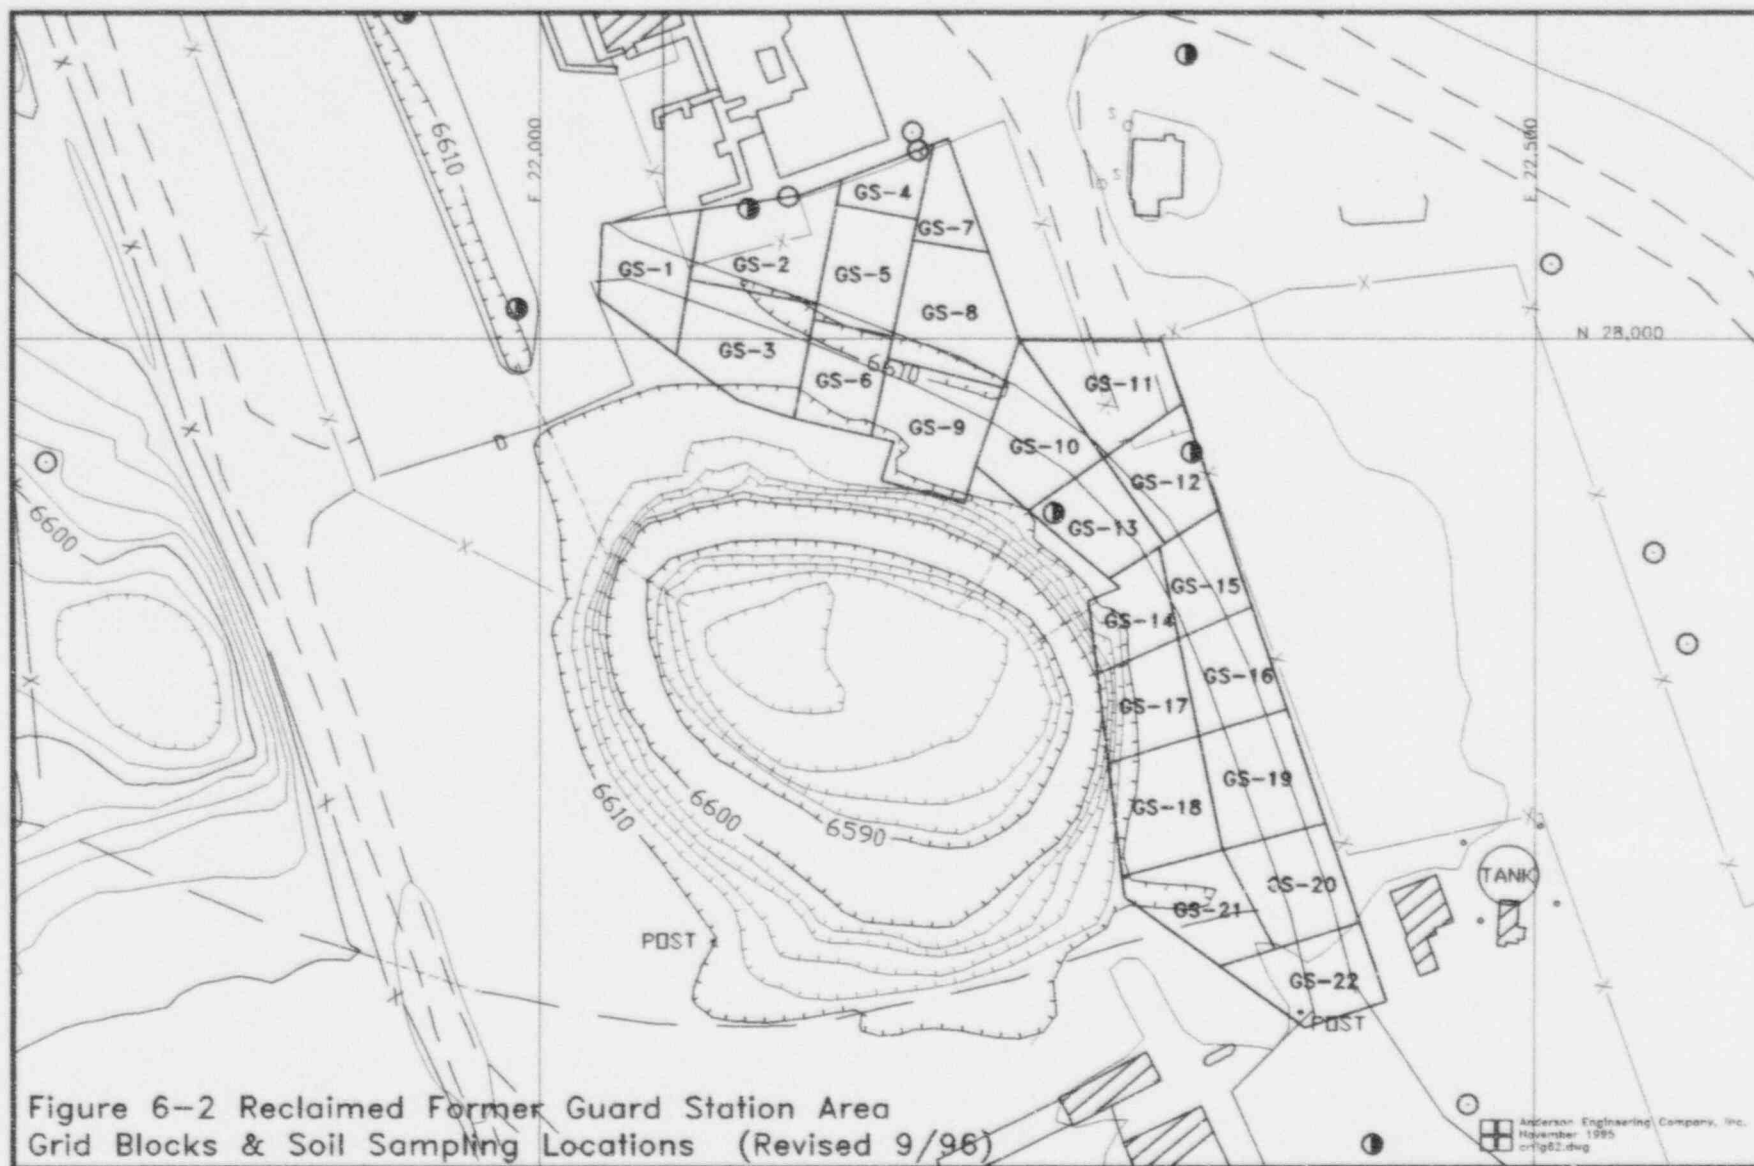 6610
E 22,000
E 22,500
S
S
GS-4
GS-7
GS-1
GS-2
GS-5
GS-8
N 28,000
GS-3
GS-6
6610
GS-11
GS-9
GS-10
GS-12
6600
GS-13
GS-15
GS-14
GS-16
GS-17
GS-19
6610
6600
6590
GS-18
TANK
GS-20
GS-21
POST
GS-22
POST
Figure 6-2 Reclaimed Former Guard Station Area
Grid Blocks & Soil Sampling Locations (Revised 9/96)
Anderson Engineering Company, Inc.
November 1995